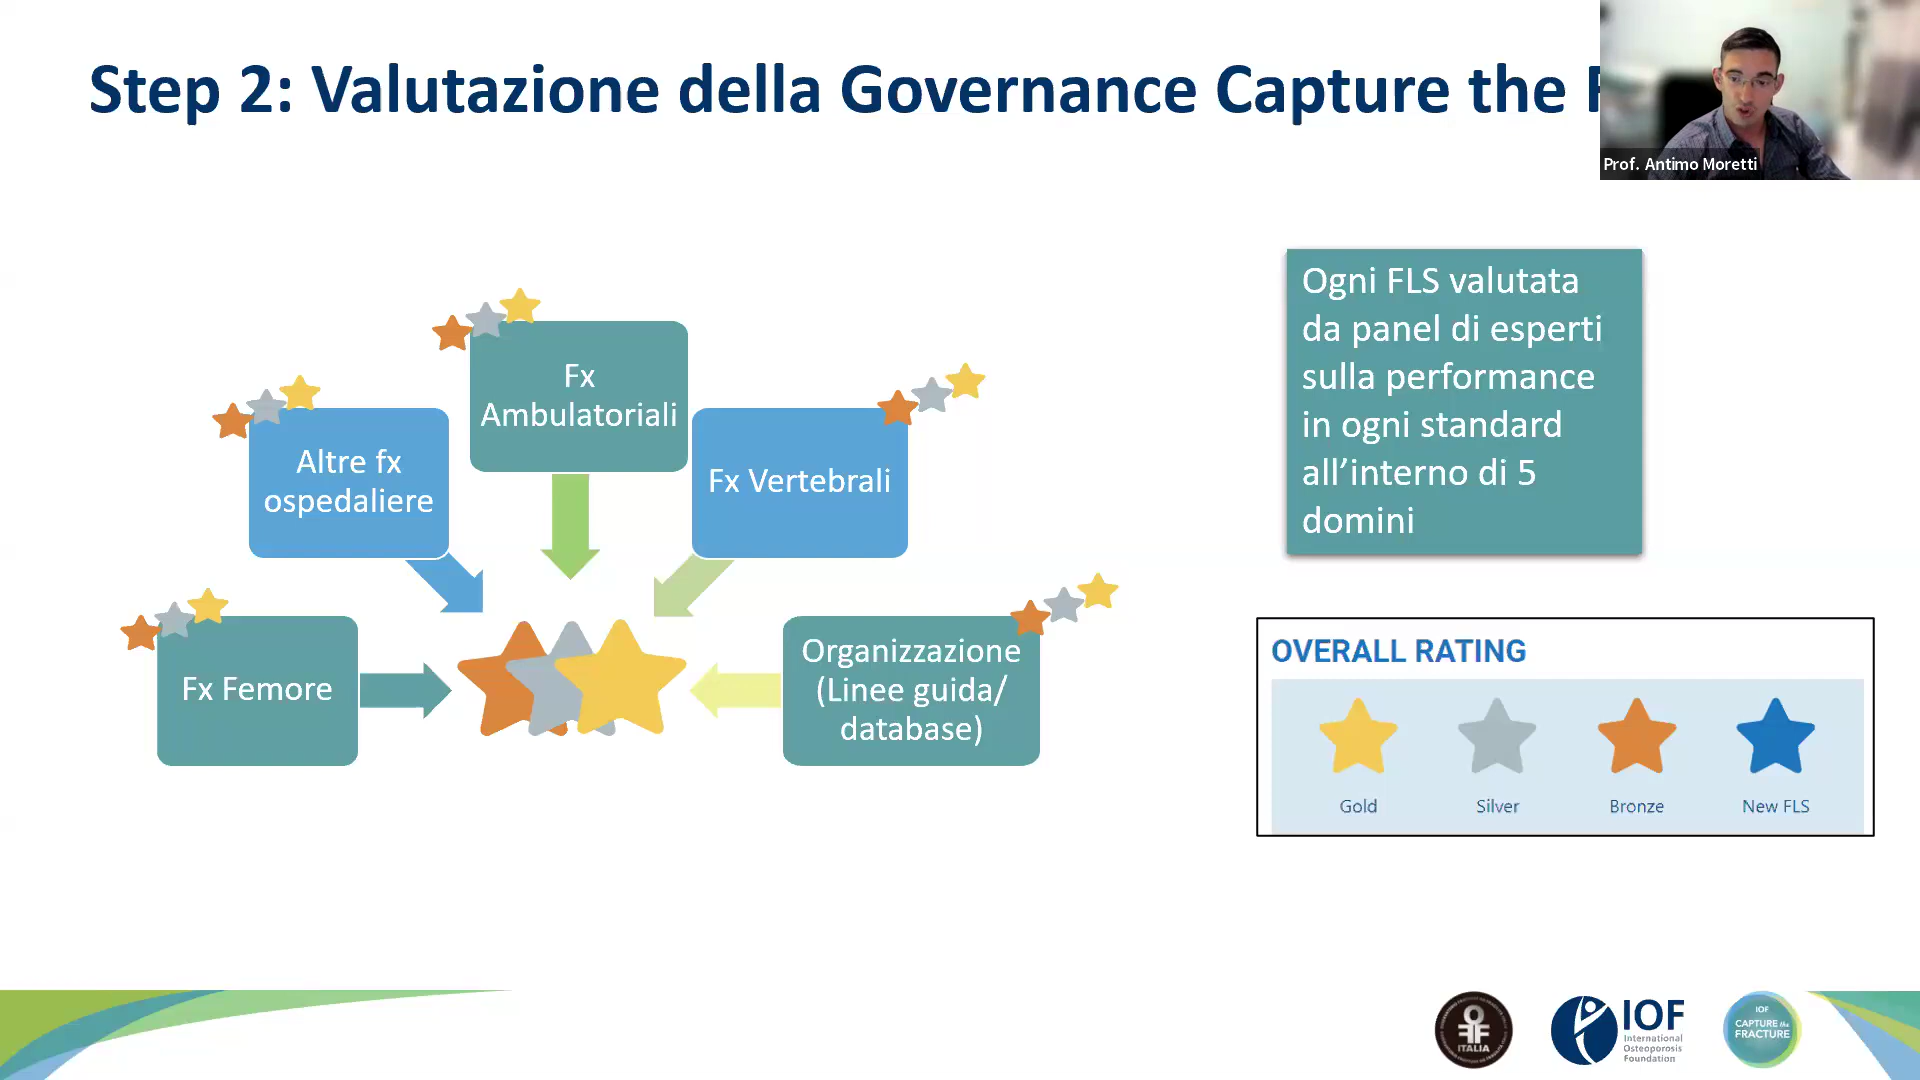 Step 2: Valutazione della Governance Capture the
Prof. Antimo Moretti
Fx
Ambulatoriali
Altre fx
ospedaliere
Fx Vertebrali
Fx Femore
Organizzazione
(Linee guida/
database)
Ogni FLS valutata
da panel di esperti
sulla performance
in ogni standard
all’interno di 5
domini
OVERALL RATING
Gold
Silver
Bronze
New FLS
ITALIA
IOF
International
Osteoporosis
Foundation
IOF
CAPTURE the
FRACTURE